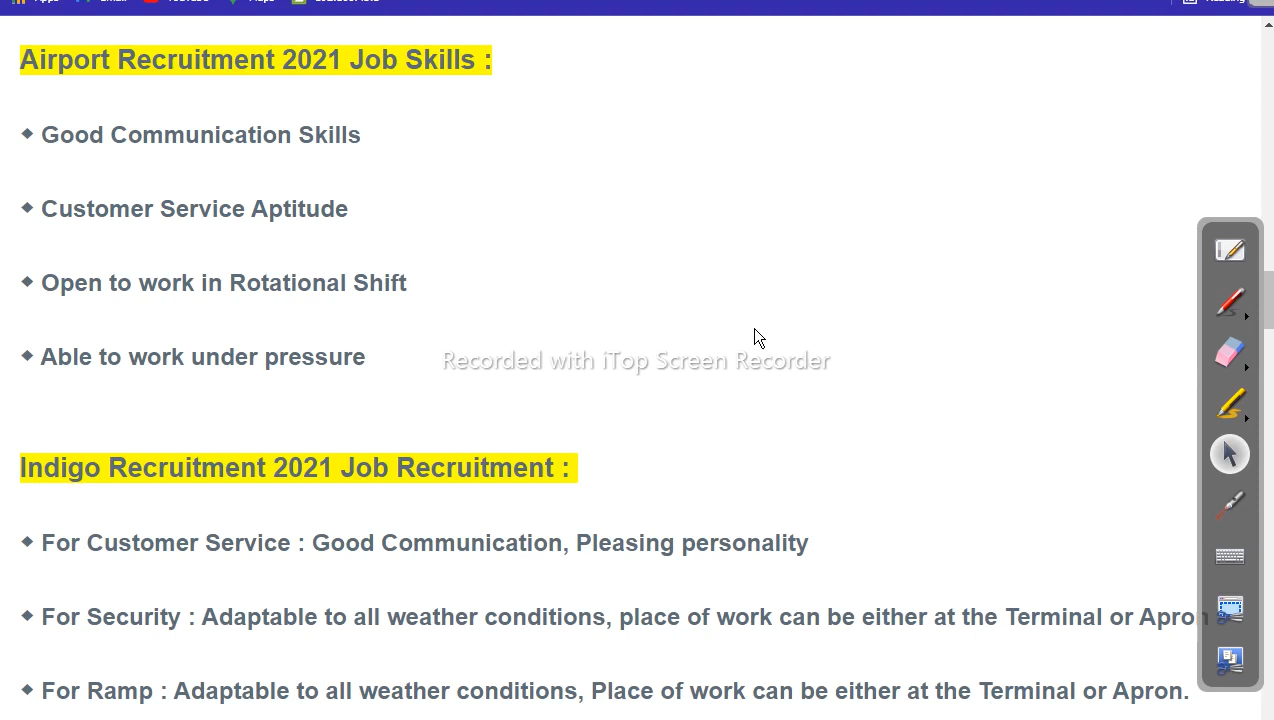 Airport Recruitment 2021 Job Skills :
◆ Good Communication Skills
◆ Customer Service Aptitude
◆ Open to work in Rotational Shift
◆ Able to work under pressure
Recorded with iTop Screen Recorder
Indigo Recruitment 2021 Job Recruitment :
◆ For Customer Service : Good Communication, Pleasing personality
◆ For Security : Adaptable to all weather conditions, place of work can be either at the Terminal or Apron
◆ For Ramp : Adaptable to all weather conditions, Place of work can be either at the Terminal or Apron.